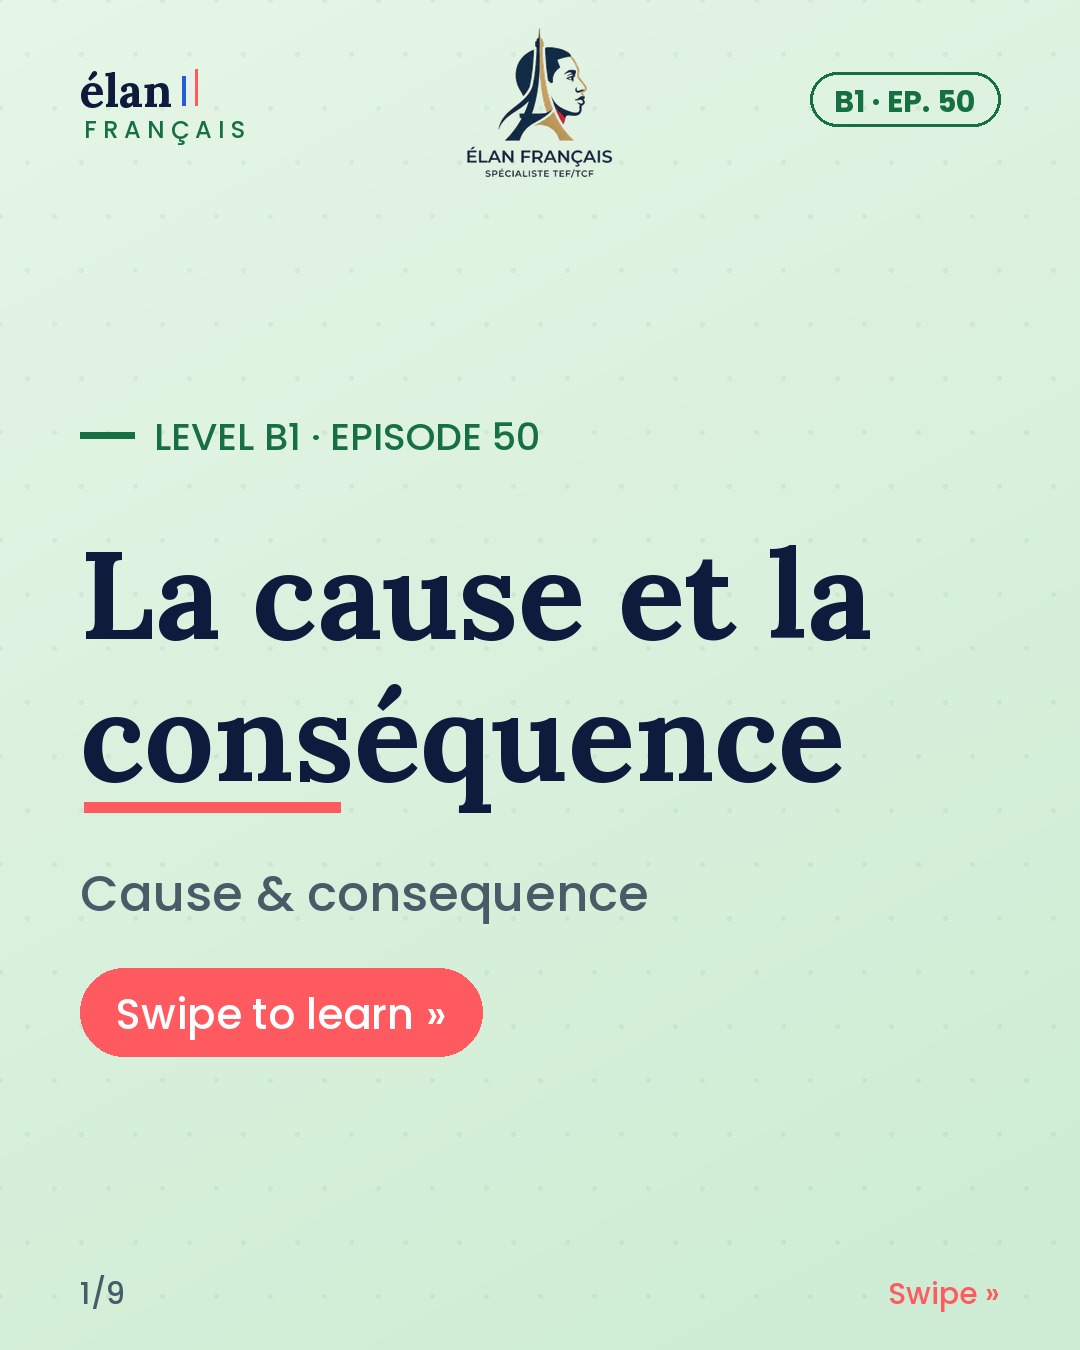 élan
FRANÇAIS
ÉLAN FRANÇAIS
SPÉCIALISTE TEF/TCF
B1 · EP. 50
LEVEL B1 · EPISODE 50
La cause et la
conséquence
Cause & consequence
Swipe to learn »
1/9
Swipe »